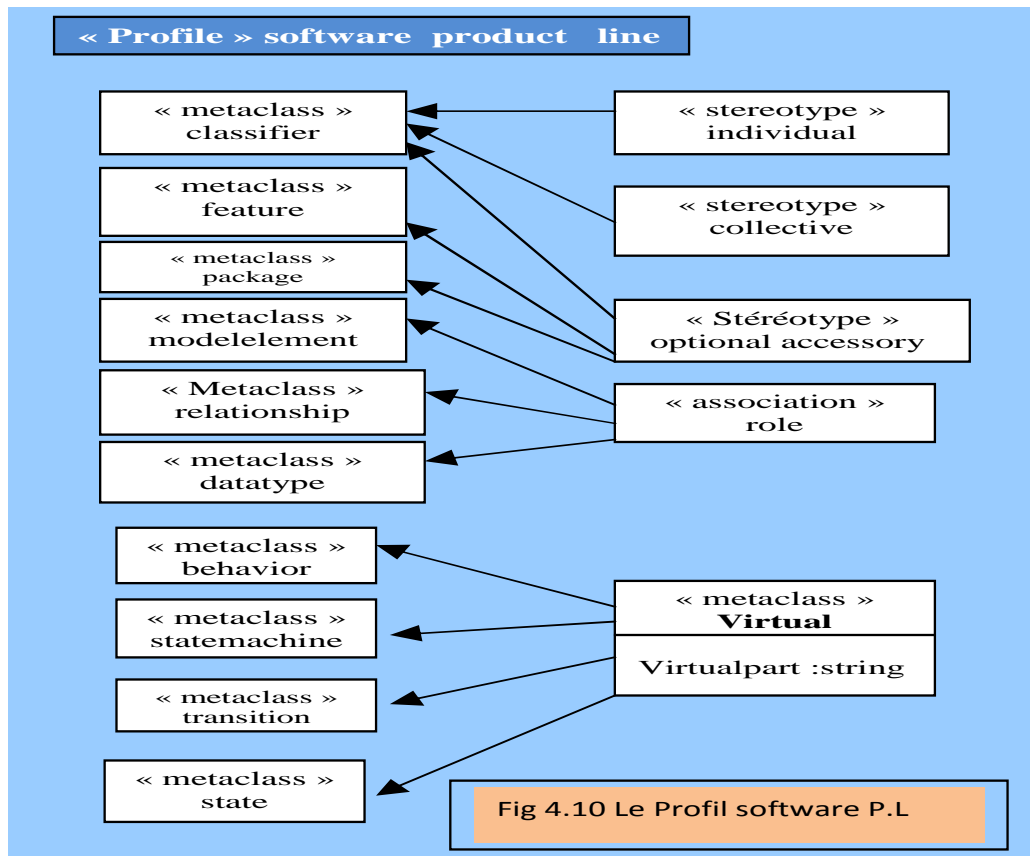 « Profile » software product line
« metaclass »
classifier
« metaclass »
feature
« metaclass »
package
« metaclass »
modelelement
« Metaclass »
relationship
« metaclass »
datatype
« metaclass »
behavior
« metaclass »
statemachine
« metaclass »
transition
« metaclass »
state
« stereotype »
individual
« stereotype »
collective
« Stéréotype »
optional accessory
« association »
role
« metaclass »
Virtual
Virtualpart :string
Fig 4.10 Le Profil software P.L